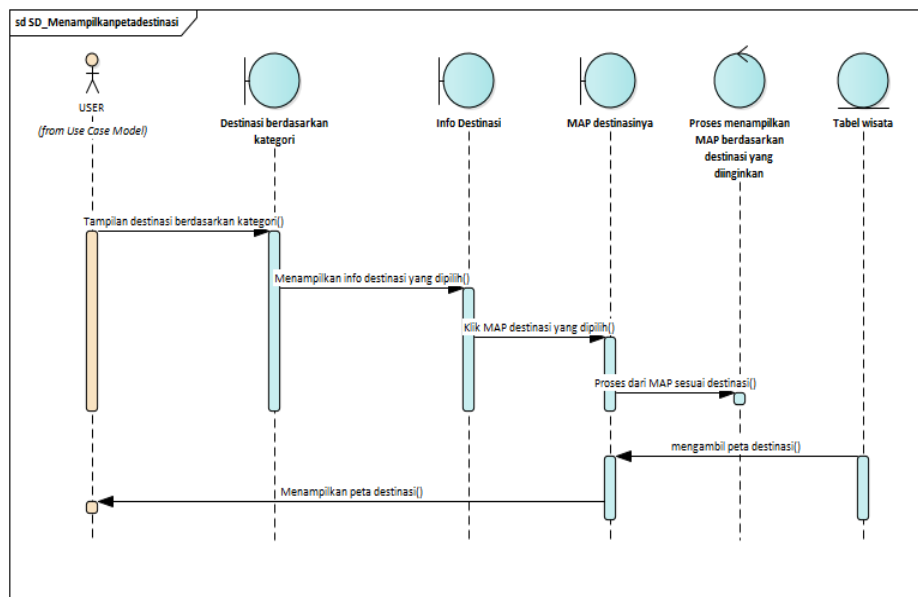 sd SD_Menampilkanpetadestinasi
USER
(from Use Case Model)
Destinasi berdasarkan
kategori
Info Destinasi
MAP destinasinya
Proses menampilkan
MAP berdasarkan
destinasi yang
diinginkan
Tabel wisata
Tampilan destinasi berdasarkan kategori()
Menampilkan info destinasi yang dipilih()
Klik MAP destinasi yang dipilih()
Proses dari MAP sesuai destinasi()
mengambil peta destinasi()
Menampilkan peta destinasi()